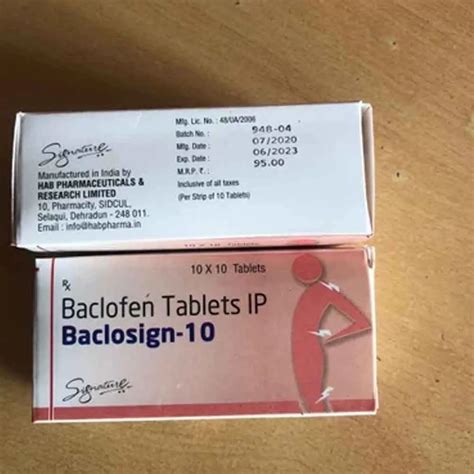 Signature
Manufactured in India by
HAB PHARMACEUTICALS &
RESEARCH LIMITED
10, Pharmacity, SIDCUL,
Selaqui, Dehradun - 248 011.
Email : info@habpharma.in
Mfg. Lic. No. : 48/UA/2006
Batch No. : 948-04
Mfg. Date : 07/2020
Exp. Date : 06/2023
M.R.P. ₹. : 95.00
Inclusive of all taxes
(Per Strip of 10 Tablets)
10 X 10 Tablets
Rx
Baclofen Tablets IP
Baclosign-10
Signature